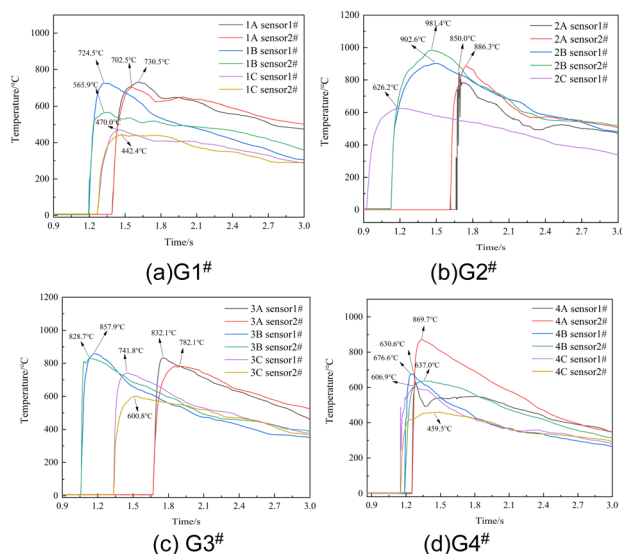 1000
800
600
400
200
0
0.9 1.2 1.5 1.8 2.1 2.4 2.7 3.0
Temperature/°C
Time/s
724.5°C
702.5°C
730.5°C
565.9°C
470.0°C
442.4°C
1A sensor1#
1A sensor2#
1B sensor1#
1B sensor2#
1C sensor1#
1C sensor2#
(a)G1#
1200
1000
800
600
400
200
0
0.9 1.2 1.5 1.8 2.1 2.4 2.7 3.0
Temperature/°C
Time/s
981.4°C
902.6°C
850.0°C
886.3°C
626.2°C
2A sensor1#
2A sensor2#
2B sensor1#
2B sensor2#
2C sensor1#
(b)G2#
1200
1000
800
600
400
200
0
0.9 1.2 1.5 1.8 2.1 2.4 2.7 3.0
Temperature/°C
Time/s
828.7°C
857.9°C
832.1°C
741.8°C
782.1°C
600.8°C
3A sensor1#
3A sensor2#
3B sensor1#
3B sensor2#
3C sensor1#
3C sensor2#
(c) G3#
1000
800
600
400
200
0
0.9 1.2 1.5 1.8 2.1 2.4 2.7 3.0
Temperature/°C
Time/s
869.7°C
630.6°C
676.6°C
637.0°C
606.9°C
459.5°C
4A sensor1#
4A sensor2#
4B sensor1#
4B sensor2#
4C sensor1#
4C sensor2#
(d)G4#